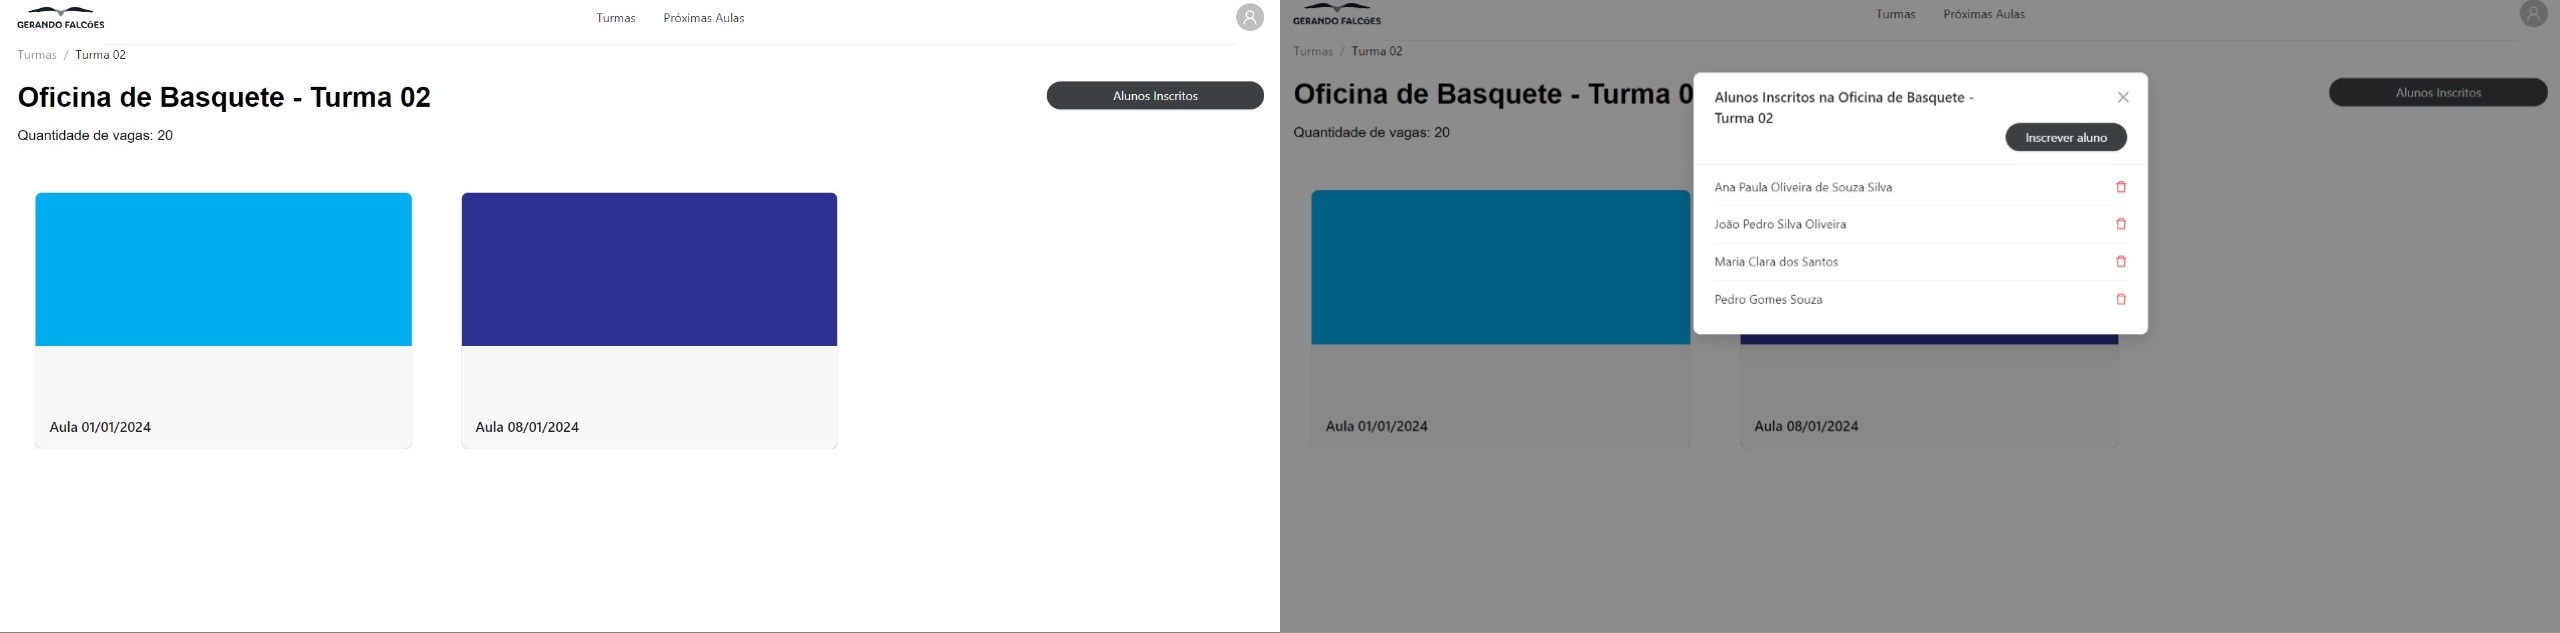 GERANDO FALCÕES
Turmas
Próximas Aulas
Turmas / Turma 02
Oficina de Basquete - Turma 02
Alunos Inscritos
Quantidade de vagas: 20
Aula 01/01/2024
Aula 08/01/2024
GERANDO FALCÕES
Turmas
Próximas Aulas
Turmas / Turma 02
Oficina de Basquete - Turma 0
Alunos Inscritos
Quantidade de vagas: 20
Alunos Inscritos na Oficina de Basquete -
Turma 02
Inscrever aluno
Ana Paula Oliveira de Souza Silva
João Pedro Silva Oliveira
Maria Clara dos Santos
Pedro Gomes Souza
Aula 01/01/2024
Aula 08/01/2024